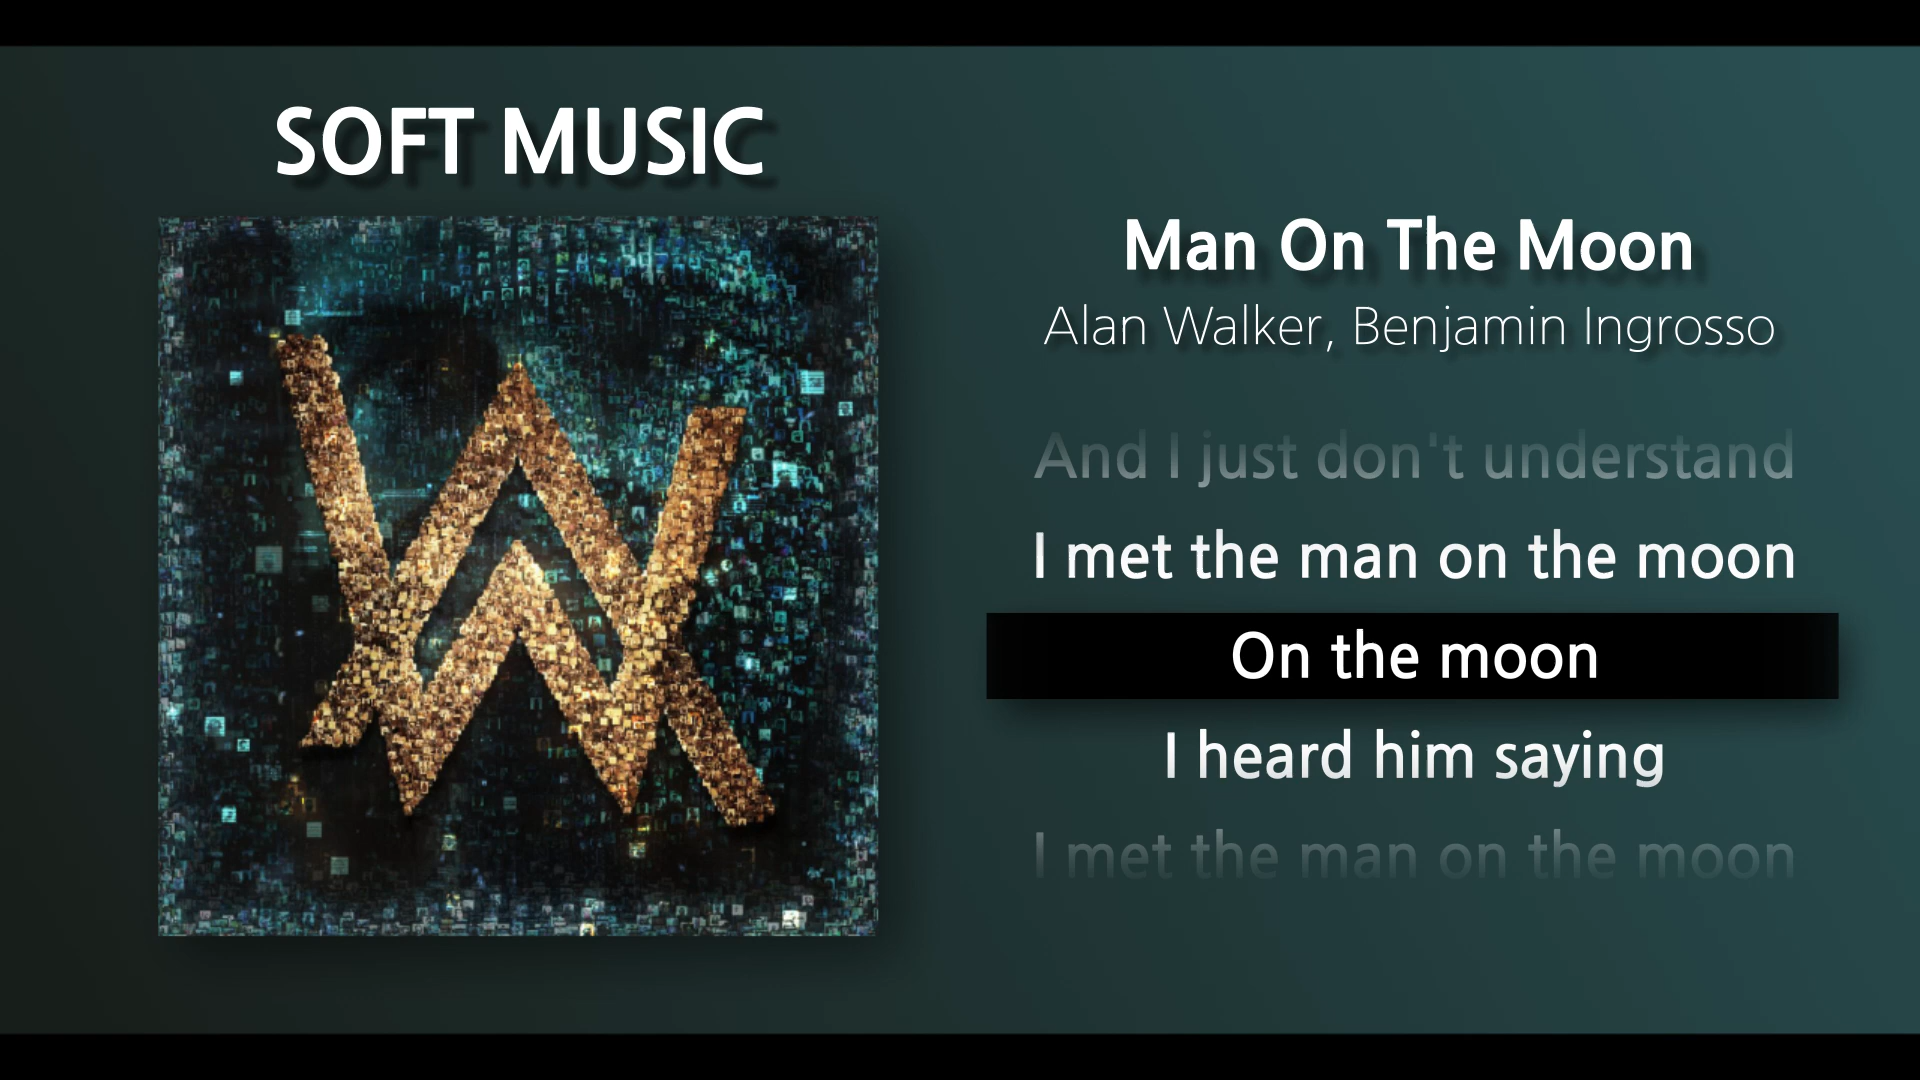 SOFT MUSIC
Man On The Moon
Alan Walker, Benjamin Ingrosso
And I just don't understand
I met the man on the moon
On the moon
I heard him saying
I met the man on the moon